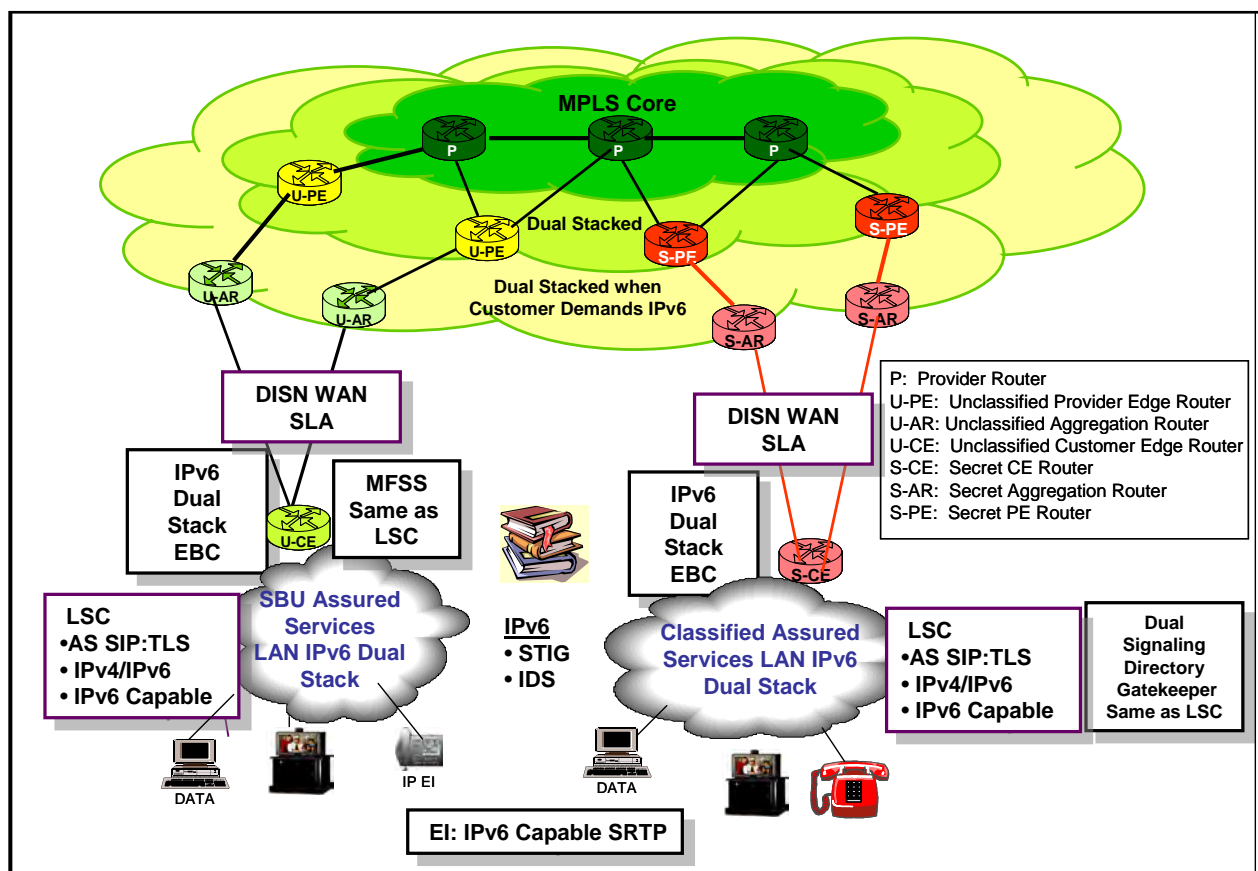 MPLS Core
P
P
P
U-PE
U-PE
Dual Stacked
S-PE
S-PE
U-AR
U-AR
Dual Stacked when
Customer Demands IPv6
S-AR
S-AR
DISN WAN
SLA
DISN WAN
SLA
P: Provider Router
U-PE: Unclassified Provider Edge Router
U-AR: Unclassified Aggregation Router
U-CE: Unclassified Customer Edge Router
S-CE: Secret CE Router
S-AR: Secret Aggregation Router
S-PE: Secret PE Router
IPv6
Dual
Stack
EBC
U-CE
MFSS
Same as
LSC
IPv6
Dual
Stack
EBC
S-CE
LSC
•AS SIP:TLS
• IPv4/IPv6
• IPv6 Capable
SBU Assured
Services
LAN IPv6 Dual
Stack
IPv6
• STIG
• IDS
Classified Assured
Services LAN IPv6
Dual Stack
LSC
•AS SIP:TLS
• IPv4/IPv6
• IPv6 Capable
Dual
Signaling
Directory
Gatekeeper
Same as LSC
DATA
IP EI
DATA
EI: IPv6 Capable SRTP